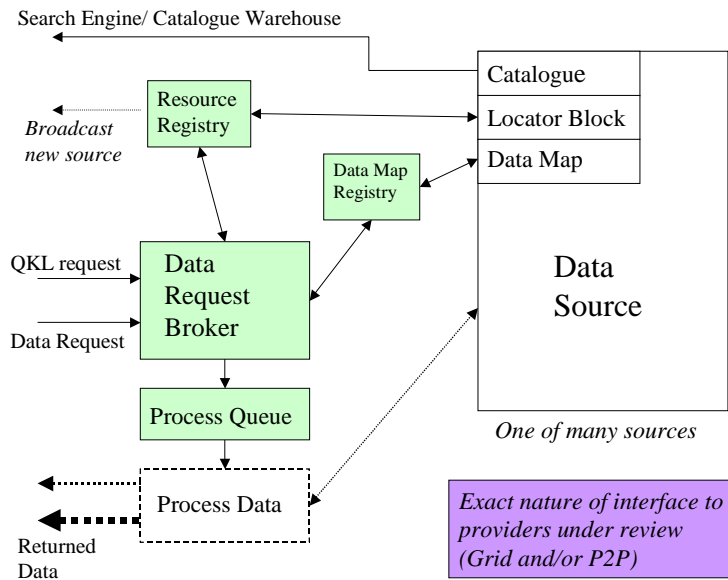 Search Engine/ Catalogue Warehouse
Catalogue
Resource
Registry
Locator Block
Broadcast
new source
Data Map
Registry
Data Map
QKL request
Data
Request
Broker
Data
Source
Data Request
Process Queue
One of many sources
Process Data
Exact nature of interface to
providers under review
(Grid and/or P2P)
Returned
Data